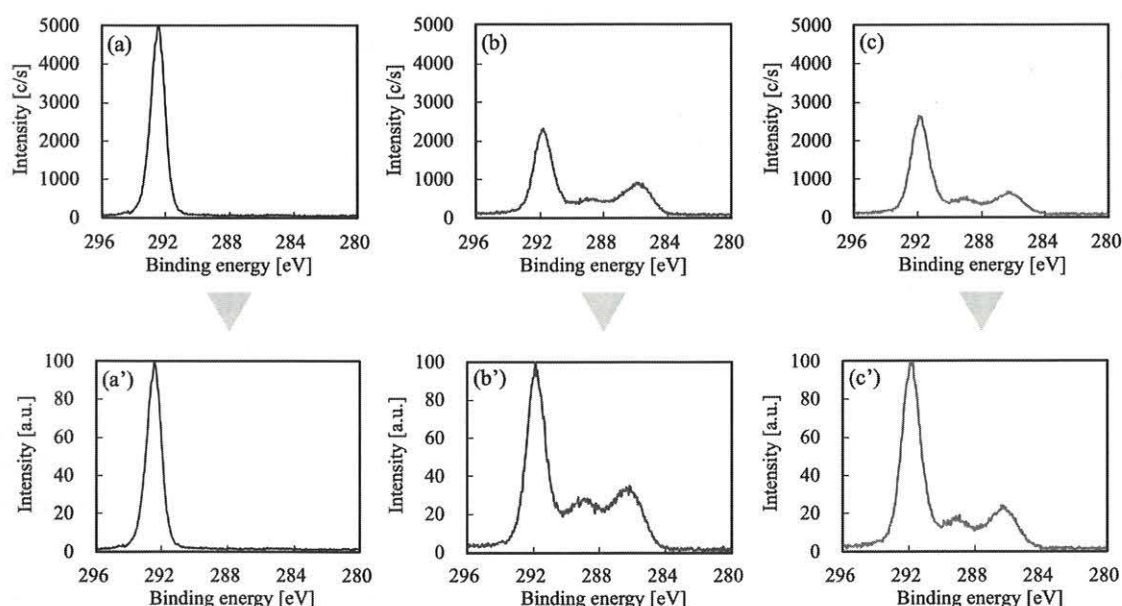 (a)
5000
4000
3000
2000
1000
0
Intensity [c/s]
296 292 288 284 280
Binding energy [eV]
(b)
5000
4000
3000
2000
1000
0
Intensity [c/s]
296 292 288 284 280
Binding energy [eV]
(c)
5000
4000
3000
2000
1000
0
Intensity [c/s]
296 292 288 284 280
Binding energy [eV]
(a’)
100
80
60
40
20
0
Intensity [a.u.]
296 292 288 284 280
Binding energy [eV]
(b’)
100
80
60
40
20
0
Intensity [a.u.]
296 292 288 284 280
Binding energy [eV]
(c’)
100
80
60
40
20
0
Intensity [a.u.]
296 292 288 284 280
Binding energy [eV]